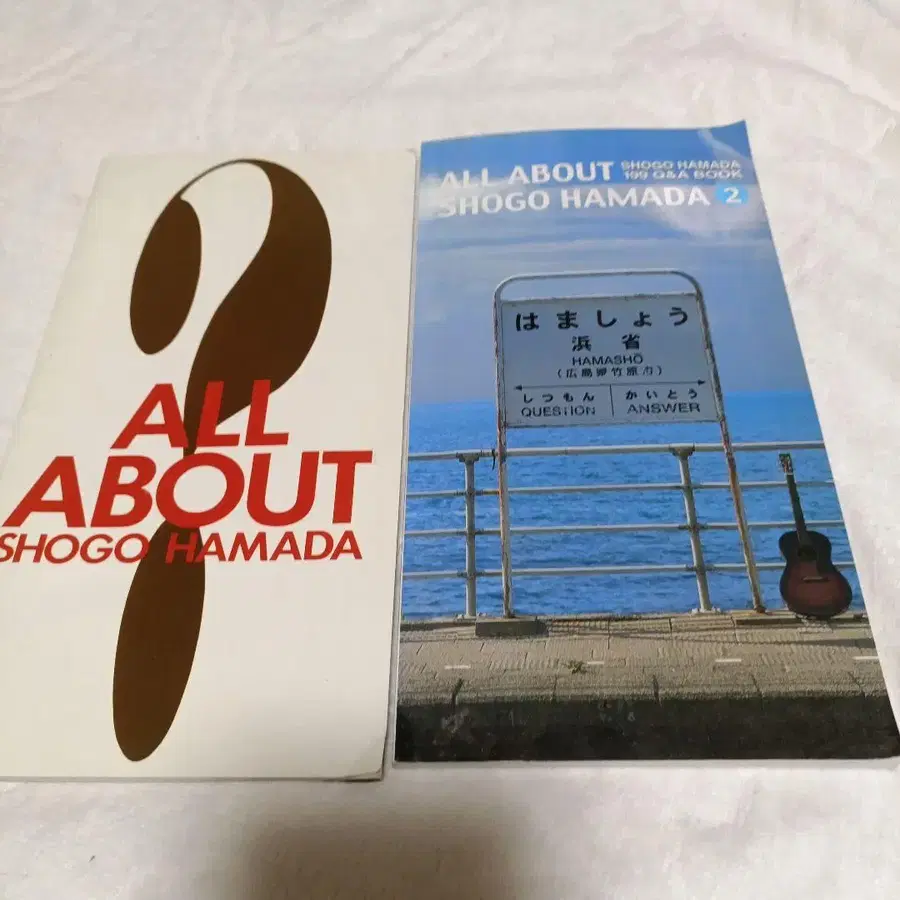 ALL
ABOUT
SHOGO HAMADA
ALL ABOUT SHOGO HAMADA
199 Q&A BOOK
SHOGO HAMADA 2
はましょう
浜省
HAMASHŌ
(広島県竹原市)
しつもん かいとう
QUESTION ANSWER